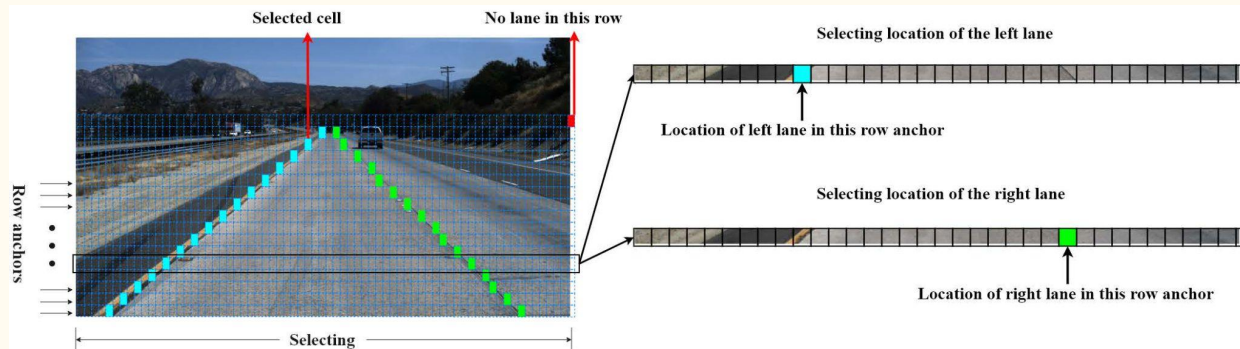 Selected cell
No lane in this row
Row anchors
Selecting
Selecting location of the left lane
Location of left lane in this row anchor
Selecting location of the right lane
Location of right lane in this row anchor